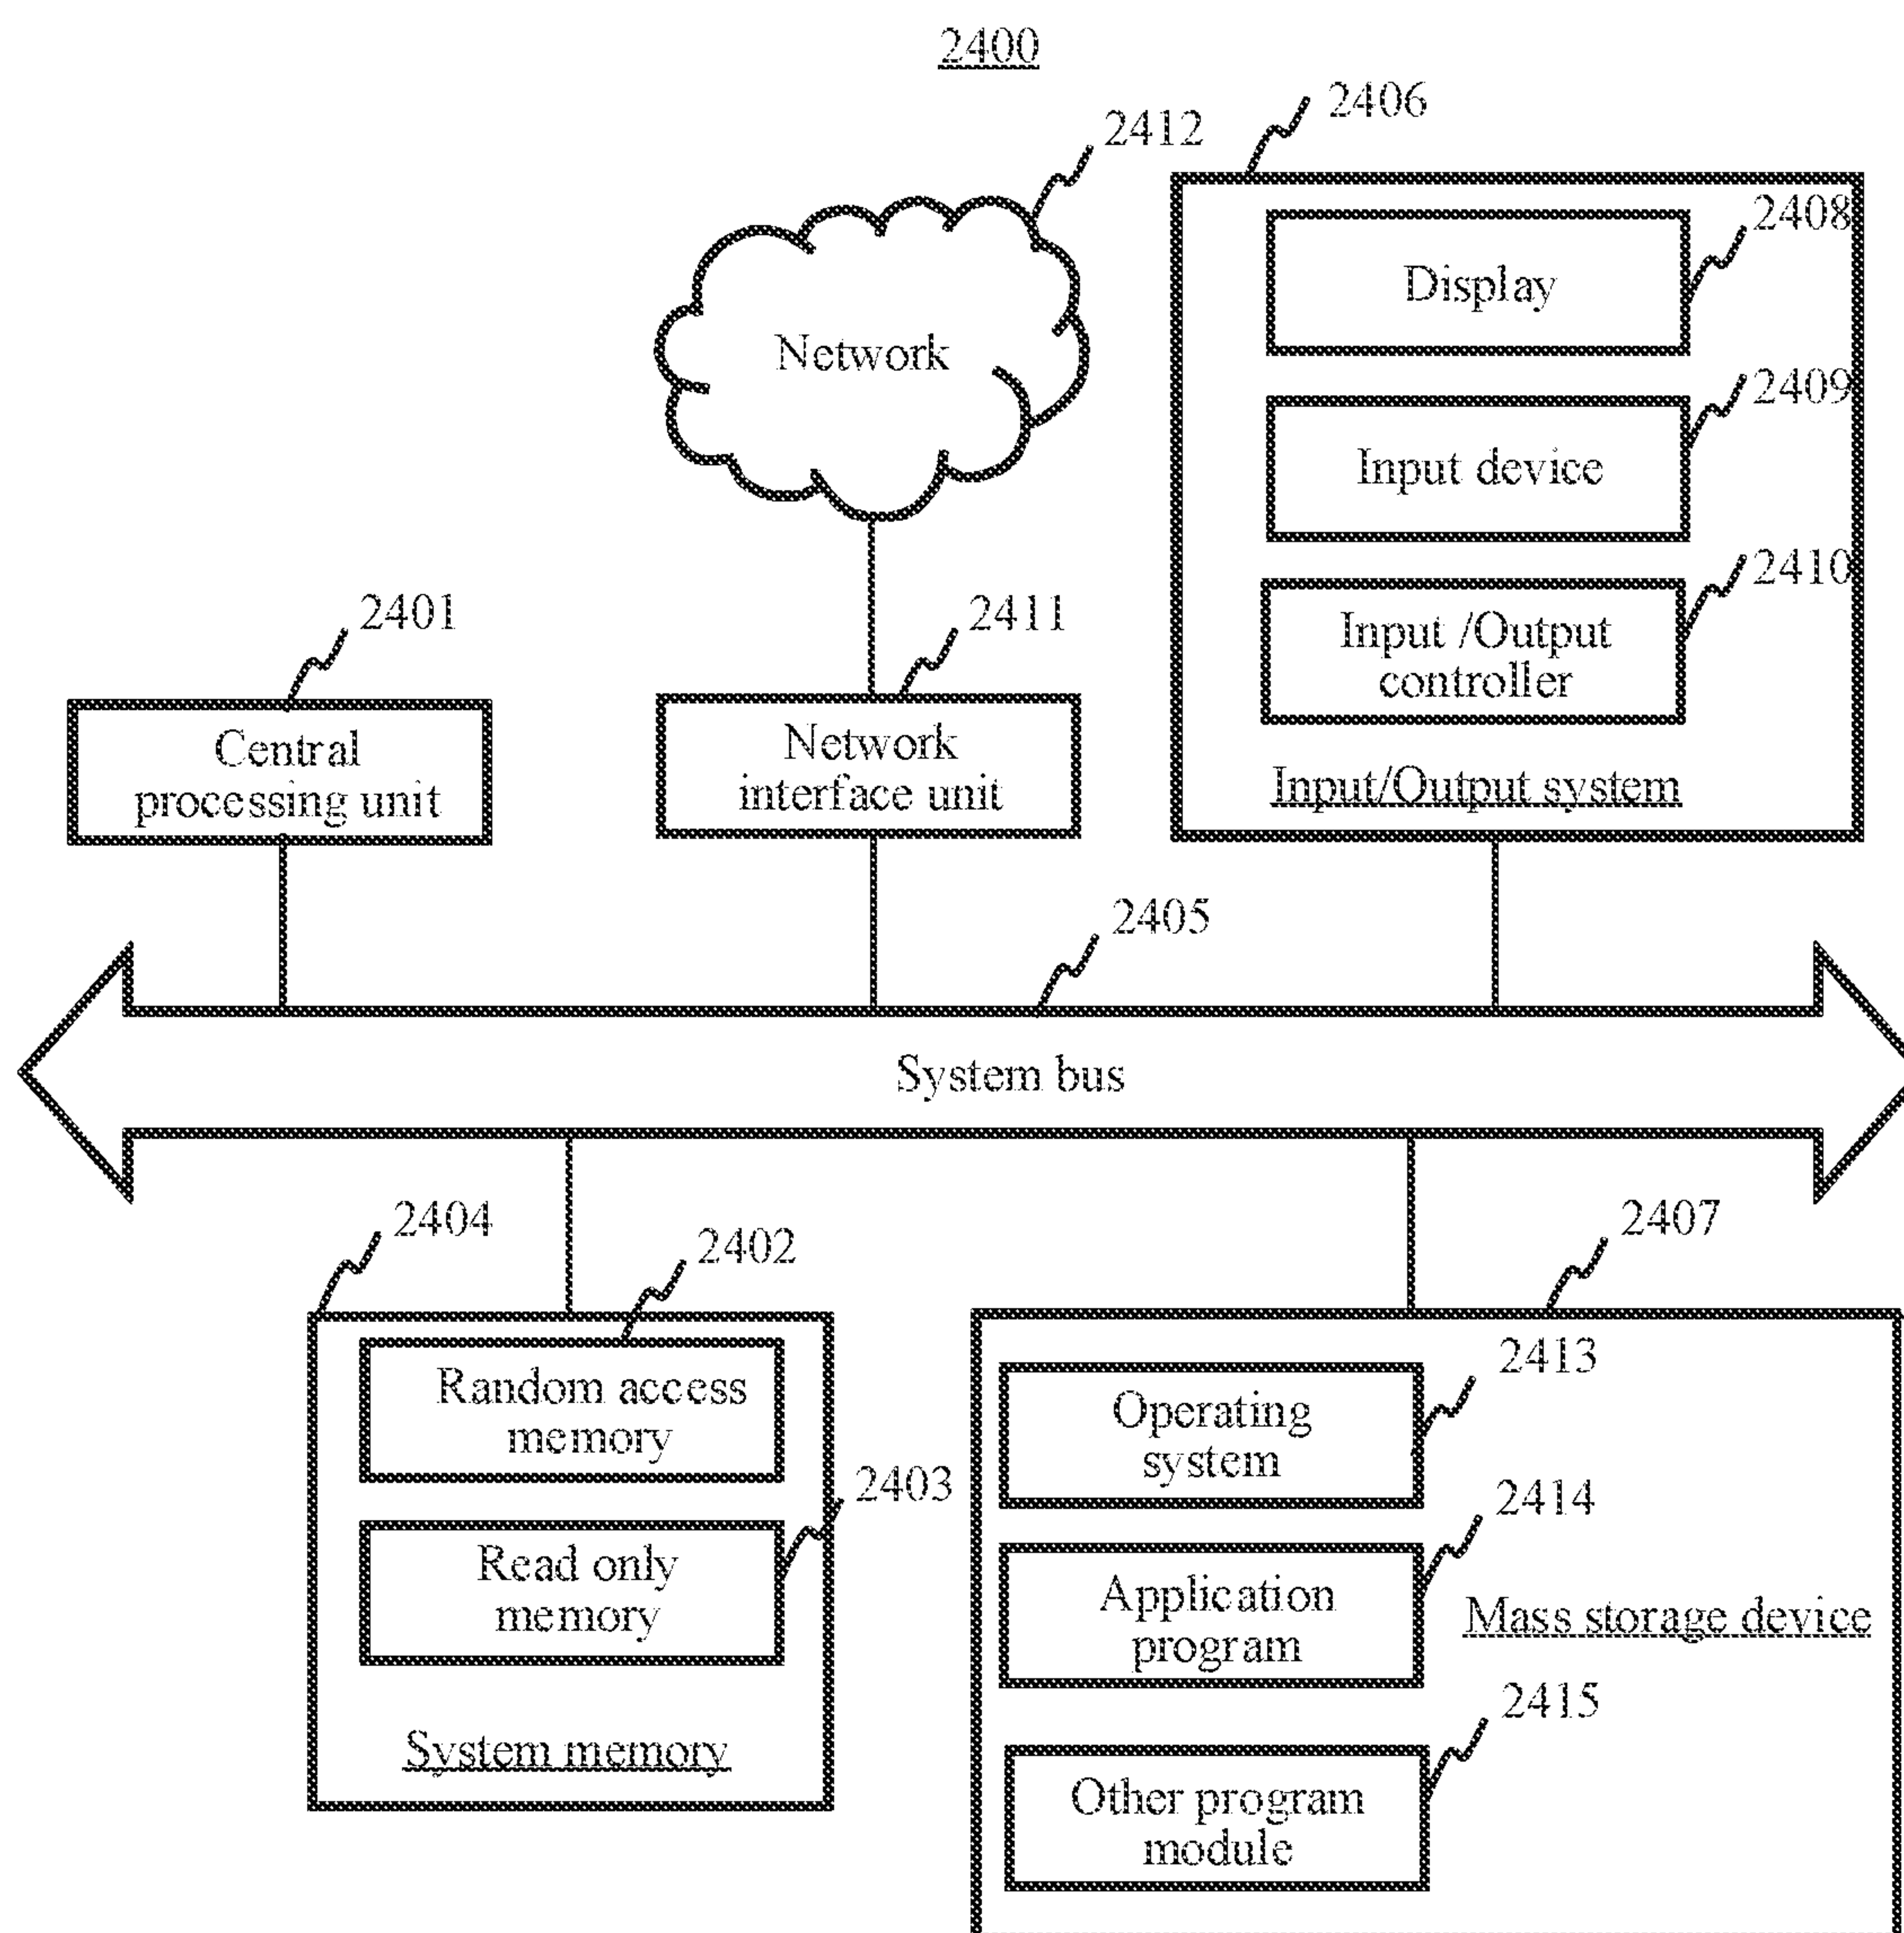 2400
2412
2406
Network
2408
Display
2409
Input device
2410
Input /Output
controller
Input/Output system
2401
Central
processing unit
2411
Network
interface unit
2405
System bus
2404
2402
Random access
memory
2403
Read only
memory
System memory
2407
2413
Operating
system
2414
Application
program
Mass storage device
2415
Other program
module